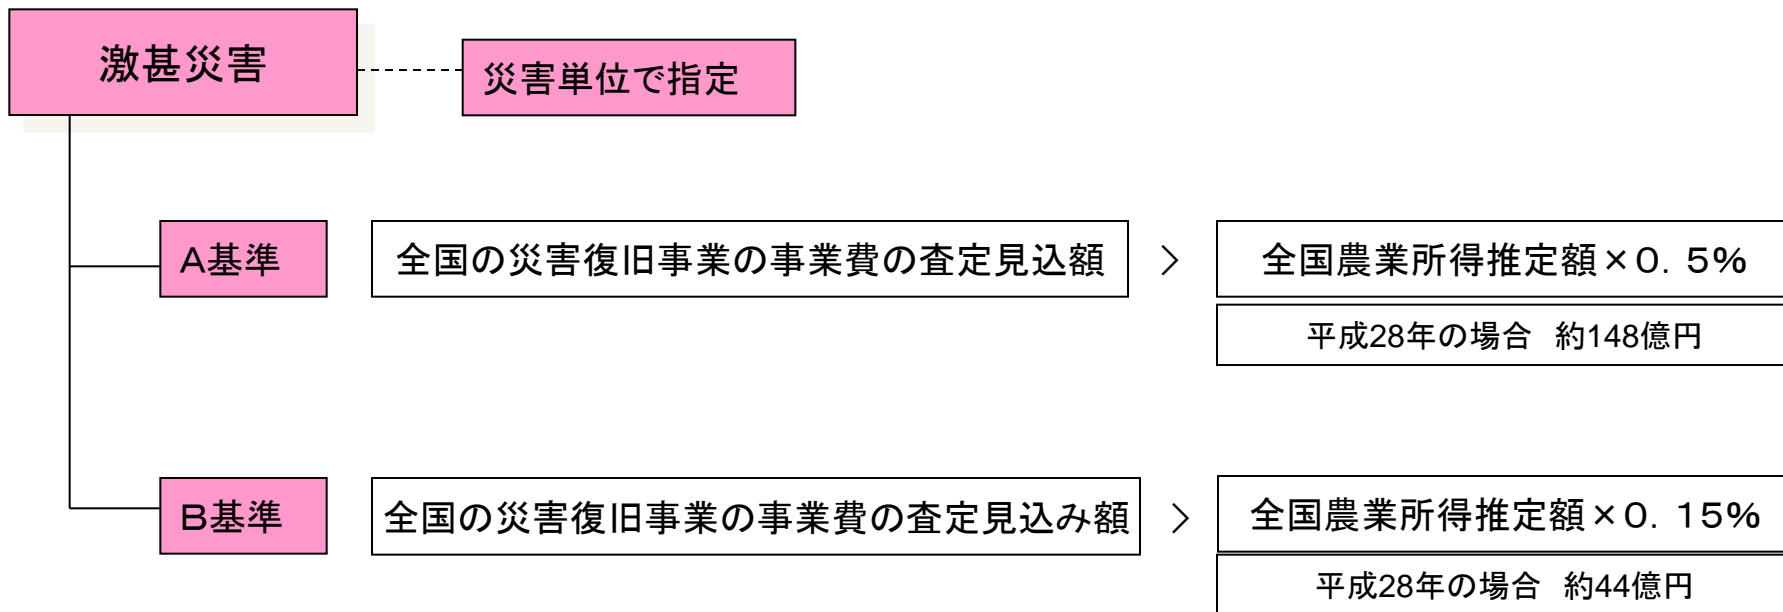 激甚災害
災害単位で指定
A基準
全国の災害復旧事業の事業費の査定見込額
＞
全国農業所得推定額×０．５％
平成28年の場合　約148億円
B基準
全国の災害復旧事業の事業費の査定見込み額
＞
全国農業所得推定額×０．１５％
平成28年の場合　約44億円